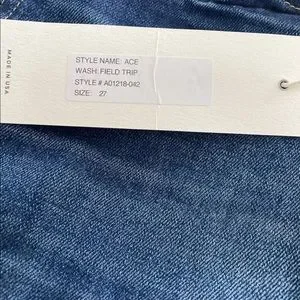 MADE IN USA
STYLE NAME: ACE
WASH: FIELD TRIP
STYLE # A01218-042
SIZE: 27